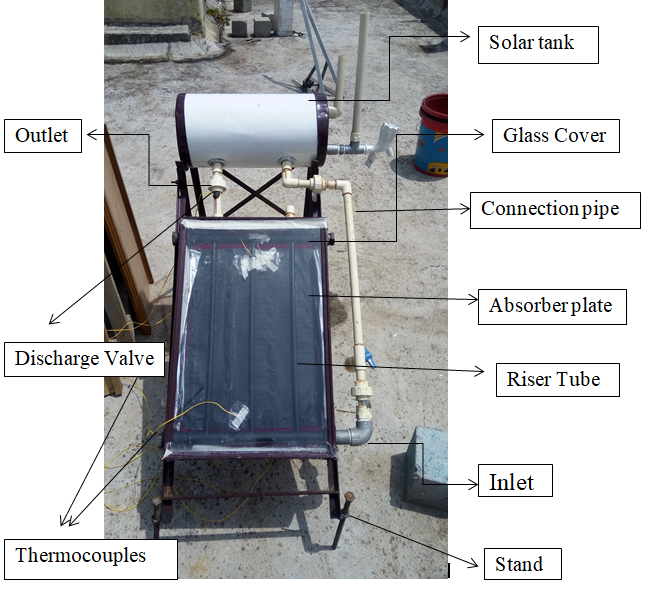 Solar tank
Outlet
Glass Cover
Connection pipe
Absorber plate
Discharge Valve
Riser Tube
Inlet
Thermocouples
Stand